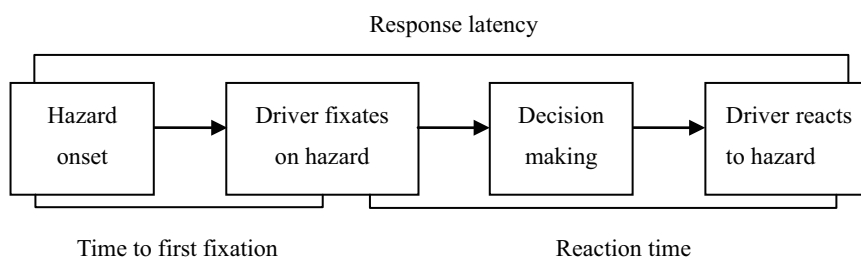 Response latency
Hazard
onset
Driver fixates
on hazard
Decision
making
Driver reacts
to hazard
Time to first fixation
Reaction time